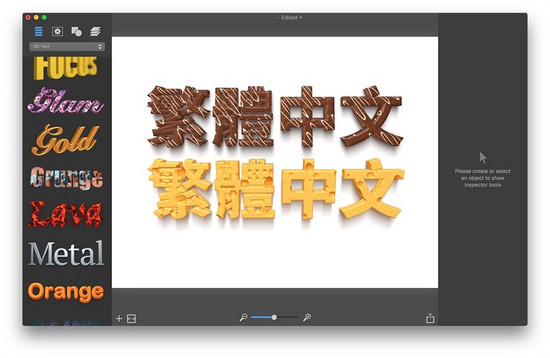 — Edited
3D Text
Focus
Glam
Gold
Grunge
Lava
Metal
Orange
繁體中文
繁體中文
Please create or select
an object to show
Inspector tools